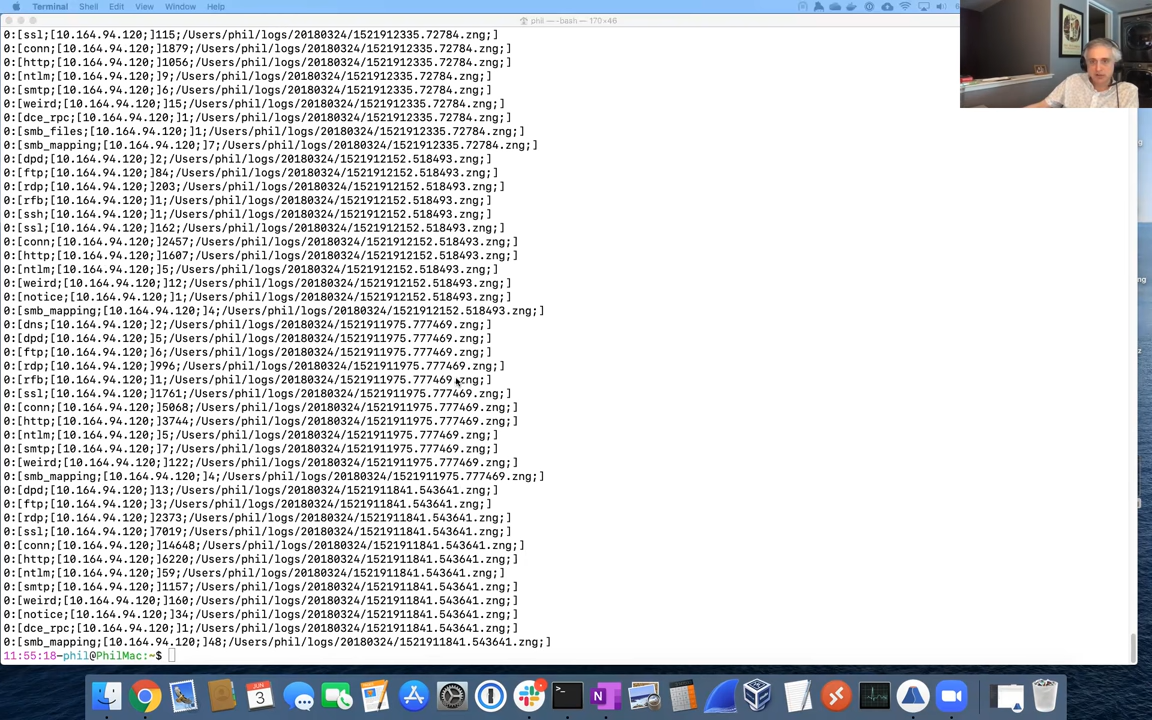 Terminal Shell Edit View Window Help
phil — -bash — 170×46
0:[ssl;[10.164.94.120;]115;/Users/phil/logs/20180324/1521912335.72784.zng;]
0:[conn;[10.164.94.120;]1879;/Users/phil/logs/20180324/1521912335.72784.zng;]
0:[http;[10.164.94.120;]1056;/Users/phil/logs/20180324/1521912335.72784.zng;]
0:[ntlm;[10.164.94.120;]9;/Users/phil/logs/20180324/1521912335.72784.zng;]
0:[smtp;[10.164.94.120;]6;/Users/phil/logs/20180324/1521912335.72784.zng;]
0:[weird;[10.164.94.120;]15;/Users/phil/logs/20180324/1521912335.72784.zng;]
0:[dce_rpc;[10.164.94.120;]1;/Users/phil/logs/20180324/1521912335.72784.zng;]
0:[smb_files;[10.164.94.120;]1;/Users/phil/logs/20180324/1521912335.72784.zng;]
0:[smb_mapping;[10.164.94.120;]7;/Users/phil/logs/20180324/1521912335.72784.zng;]
0:[dpd;[10.164.94.120;]2;/Users/phil/logs/20180324/1521912152.518493.zng;]
0:[ftp;[10.164.94.120;]84;/Users/phil/logs/20180324/1521912152.518493.zng;]
0:[rdp;[10.164.94.120;]203;/Users/phil/logs/20180324/1521912152.518493.zng;]
0:[rfb;[10.164.94.120;]1;/Users/phil/logs/20180324/1521912152.518493.zng;]
0:[ssh;[10.164.94.120;]1;/Users/phil/logs/20180324/1521912152.518493.zng;]
0:[ssl;[10.164.94.120;]162;/Users/phil/logs/20180324/1521912152.518493.zng;]
0:[conn;[10.164.94.120;]2457;/Users/phil/logs/20180324/1521912152.518493.zng;]
0:[http;[10.164.94.120;]1607;/Users/phil/logs/20180324/1521912152.518493.zng;]
0:[ntlm;[10.164.94.120;]5;/Users/phil/logs/20180324/1521912152.518493.zng;]
0:[weird;[10.164.94.120;]12;/Users/phil/logs/20180324/1521912152.518493.zng;]
0:[notice;[10.164.94.120;]1;/Users/phil/logs/20180324/1521912152.518493.zng;]
0:[smb_mapping;[10.164.94.120;]4;/Users/phil/logs/20180324/1521912152.518493.zng;]
0:[dns;[10.164.94.120;]2;/Users/phil/logs/20180324/1521911975.777469.zng;]
0:[dpd;[10.164.94.120;]5;/Users/phil/logs/20180324/1521911975.777469.zng;]
0:[ftp;[10.164.94.120;]6;/Users/phil/logs/20180324/1521911975.777469.zng;]
0:[rdp;[10.164.94.120;]996;/Users/phil/logs/20180324/1521911975.777469.zng;]
0:[rfb;[10.164.94.120;]1;/Users/phil/logs/20180324/1521911975.777469.zng;]
0:[ssl;[10.164.94.120;]1761;/Users/phil/logs/20180324/1521911975.777469.zng;]
0:[conn;[10.164.94.120;]5068;/Users/phil/logs/20180324/1521911975.777469.zng;]
0:[http;[10.164.94.120;]3744;/Users/phil/logs/20180324/1521911975.777469.zng;]
0:[ntlm;[10.164.94.120;]5;/Users/phil/logs/20180324/1521911975.777469.zng;]
0:[smtp;[10.164.94.120;]7;/Users/phil/logs/20180324/1521911975.777469.zng;]
0:[weird;[10.164.94.120;]122;/Users/phil/logs/20180324/1521911975.777469.zng;]
0:[smb_mapping;[10.164.94.120;]4;/Users/phil/logs/20180324/1521911975.777469.zng;]
0:[dpd;[10.164.94.120;]13;/Users/phil/logs/20180324/1521911841.543641.zng;]
0:[ftp;[10.164.94.120;]3;/Users/phil/logs/20180324/1521911841.543641.zng;]
0:[rdp;[10.164.94.120;]2373;/Users/phil/logs/20180324/1521911841.543641.zng;]
0:[ssl;[10.164.94.120;]7019;/Users/phil/logs/20180324/1521911841.543641.zng;]
0:[conn;[10.164.94.120;]14648;/Users/phil/logs/20180324/1521911841.543641.zng;]
0:[http;[10.164.94.120;]6220;/Users/phil/logs/20180324/1521911841.543641.zng;]
0:[ntlm;[10.164.94.120;]59;/Users/phil/logs/20180324/1521911841.543641.zng;]
0:[smtp;[10.164.94.120;]1157;/Users/phil/logs/20180324/1521911841.543641.zng;]
0:[weird;[10.164.94.120;]160;/Users/phil/logs/20180324/1521911841.543641.zng;]
0:[notice;[10.164.94.120;]34;/Users/phil/logs/20180324/1521911841.543641.zng;]
0:[dce_rpc;[10.164.94.120;]1;/Users/phil/logs/20180324/1521911841.543641.zng;]
0:[smb_mapping;[10.164.94.120;]48;/Users/phil/logs/20180324/1521911841.543641.zng;]
11:55:18-phil@PhilMac:~$
JUN
3